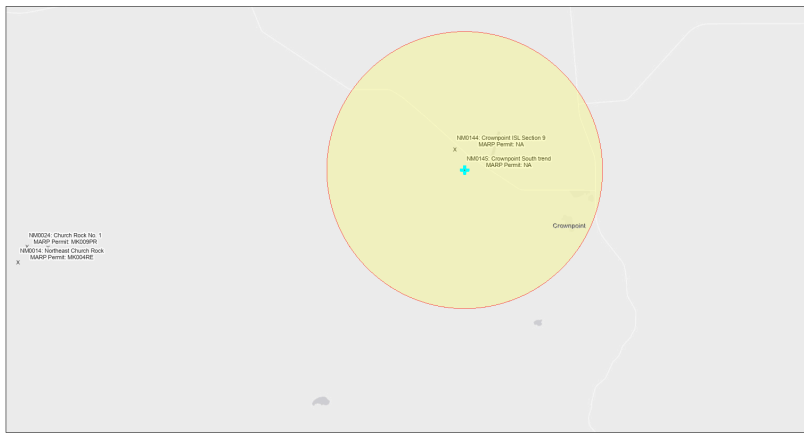 NM0144: Crownpoint ISL Section 9
MARP Permit: NA
x
NM0145: Crownpoint South trend
MARP Permit: NA
Crownpoint
NM0024: Church Rock No. 1
MARP Permit: MK009PR
NM0014: Northeast Church Rock
MARP Permit: MK004RE
x